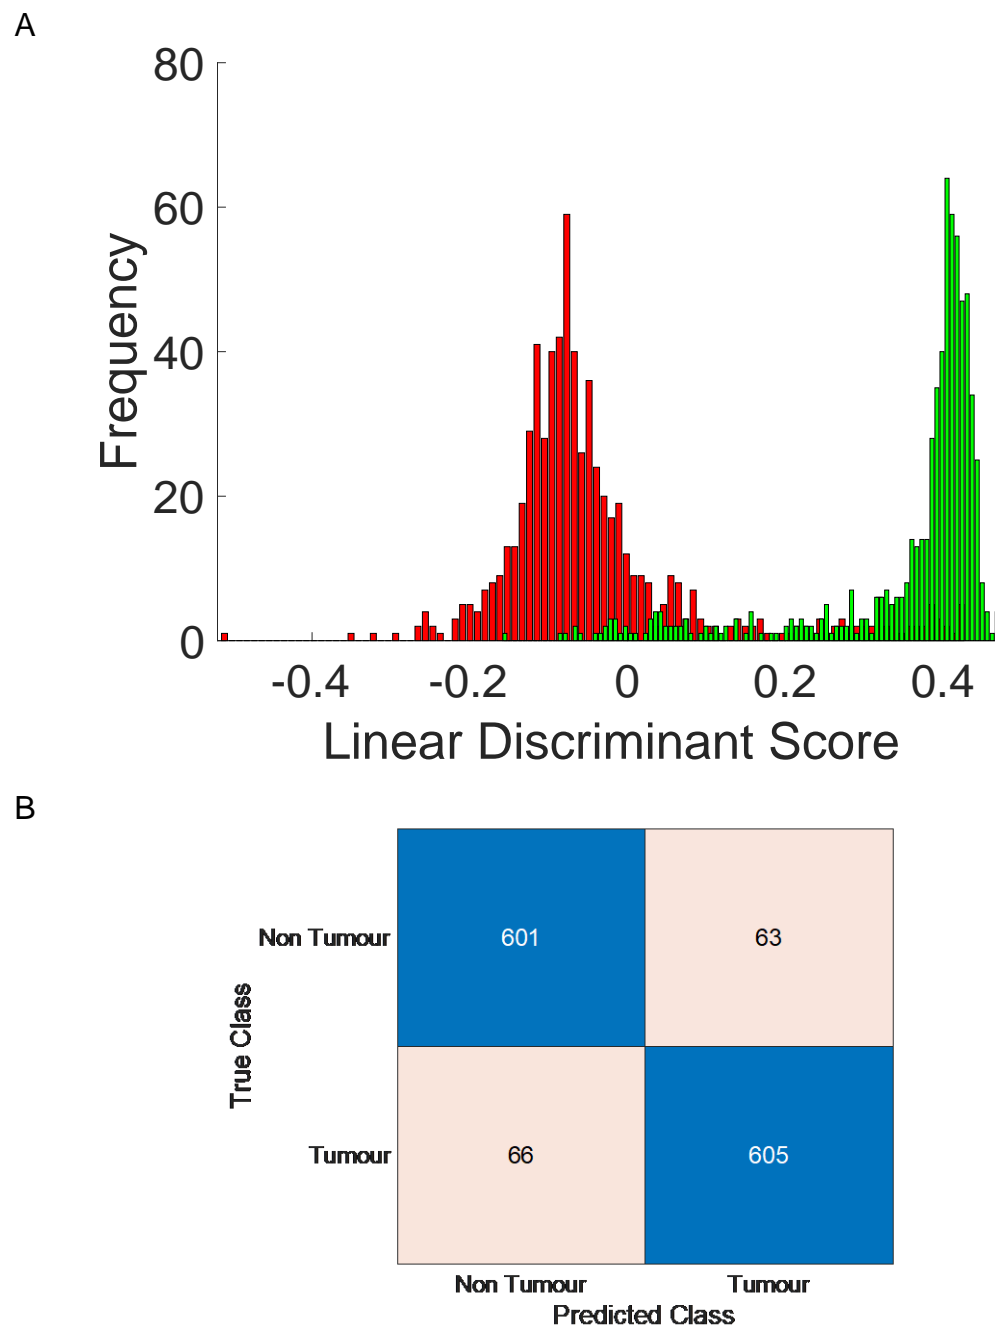 A
80
60
40
20
0
Frequency
-0.4 -0.2 0 0.2 0.4
Linear Discriminant Score
B
Non Tumour 601 63
True Class
Tumour 66 605
Non Tumour Tumour
Predicted Class